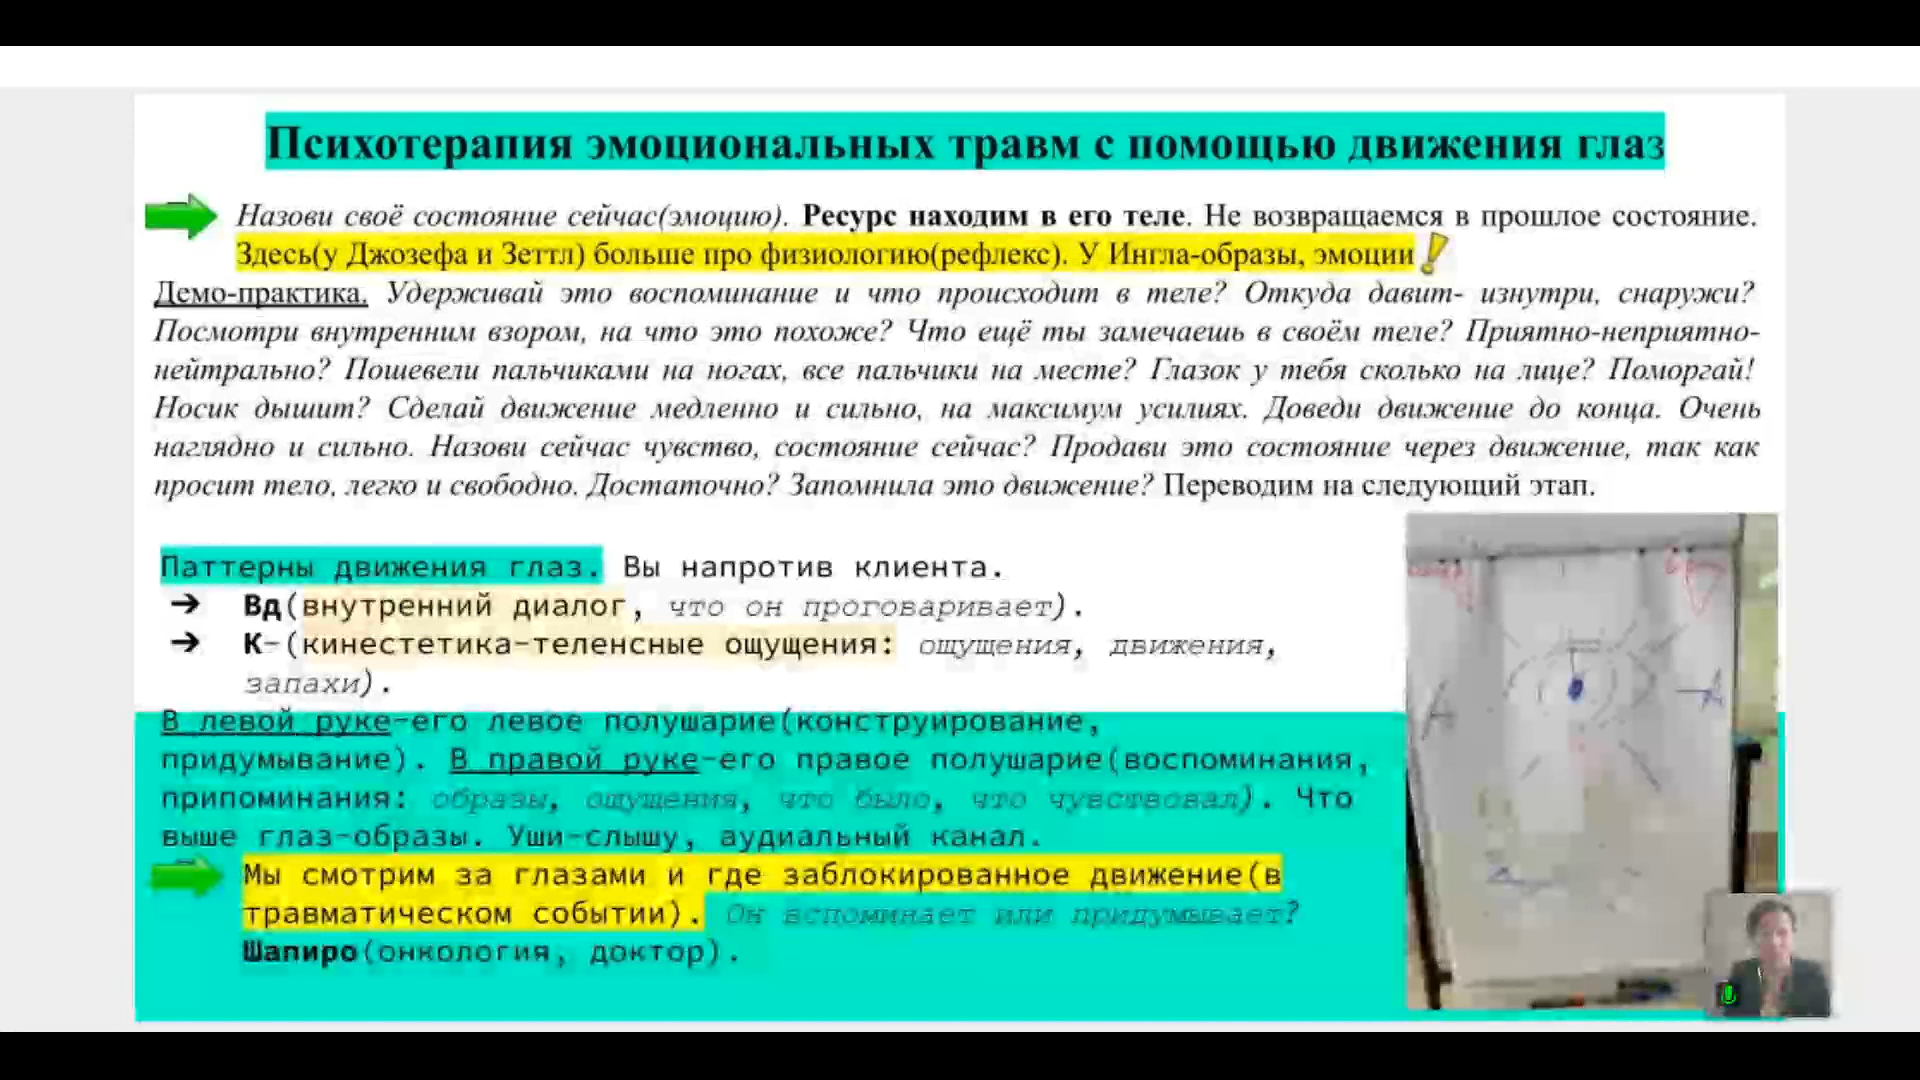 Психотерапия эмоциональных травм с помощью движения глаз
Назови своё состояние сейчас(эмоцию). Ресурс находим в его теле. Не возвращаемся в прошлое состояние.
Здесь(у Джозефа и Зеттл) больше про физиологию(рефлекс). У Ингла-образы, эмоции
Демо-практика. Удерживай это воспоминание и что происходит в теле? Откуда давит- изнутри, снаружи?
Посмотри внутренним взором, на что это похоже? Что ещё ты замечаешь в своём теле? Приятно-неприятно-
нейтрально? Пошевели пальчиками на ногах, все пальчики на месте? Глазок у тебя сколько на лице? Поморгай!
Носик дышит? Сделай движение медленно и сильно, на максимум усилиях. Доведи движение до конца. Очень
наглядно и сильно. Назови сейчас чувство, состояние сейчас? Продави это состояние через движение, так как
просит тело, легко и свободно. Достаточно? Запомнила это движение? Переводим на следующий этап.
Паттерны движения глаз. Вы напротив клиента.
➔ Вд(внутренний диалог, что он проговаривает).
➔ К-(кинестетика-теленсные ощущения: ощущения, движения,
запахи).
В левой руке-его левое полушарие(конструирование,
придумывание). В правой руке-его правое полушарие(воспоминания,
припоминания: образы, ощущения, что было, что чувствовал). Что
выше глаз-образы. Уши-слышу, аудиальный канал.
Мы смотрим за глазами и где заблокированное движение(в
травматическом событии). Он вспоминает или придумывает?
Шапиро(онкология, доктор).